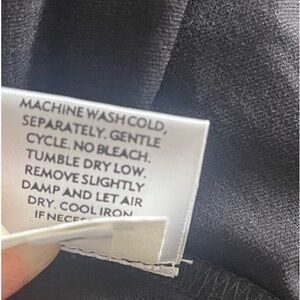 MACHINE WASH COLD,
SEPARATELY. GENTLE
CYCLE. NO BLEACH.
TUMBLE DRY LOW.
REMOVE SLIGHTLY
DAMP AND LET AIR
DRY. COOL IRON
IF